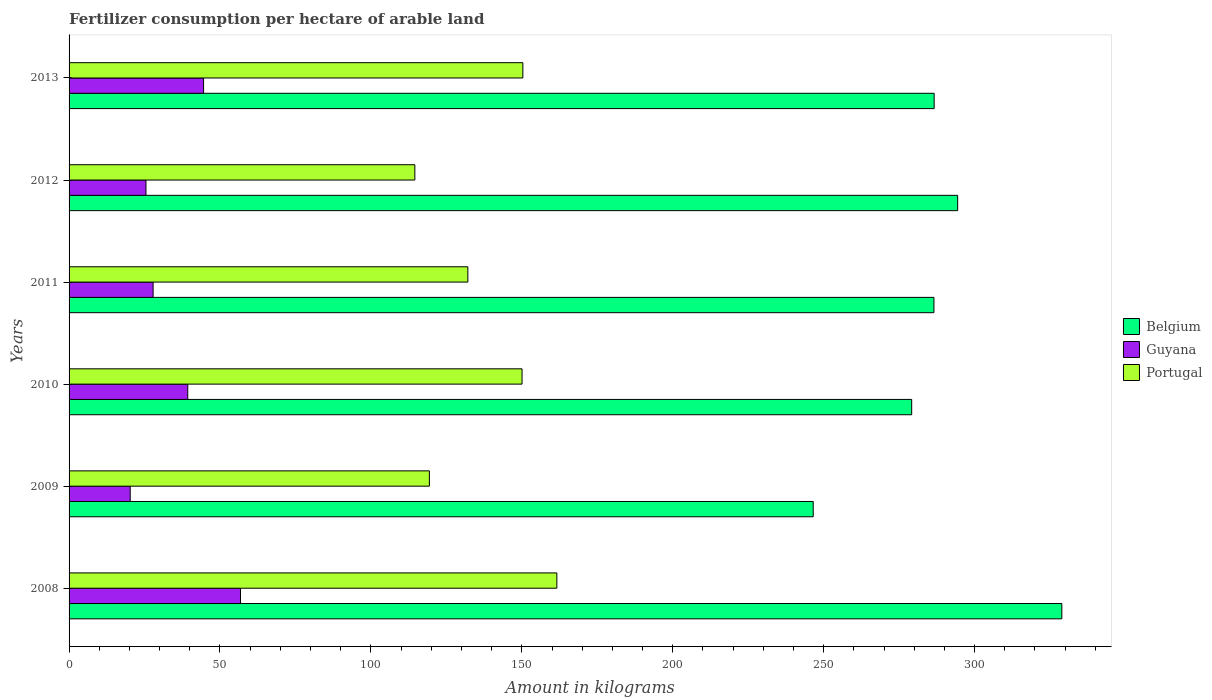 Fertilizer consumption per hectare of arable land
2013
2012
2011
2010
2009
2008
Years
0
50
100
150
200
250
300
Amount in kilograms
Belgium
Guyana
Portugal